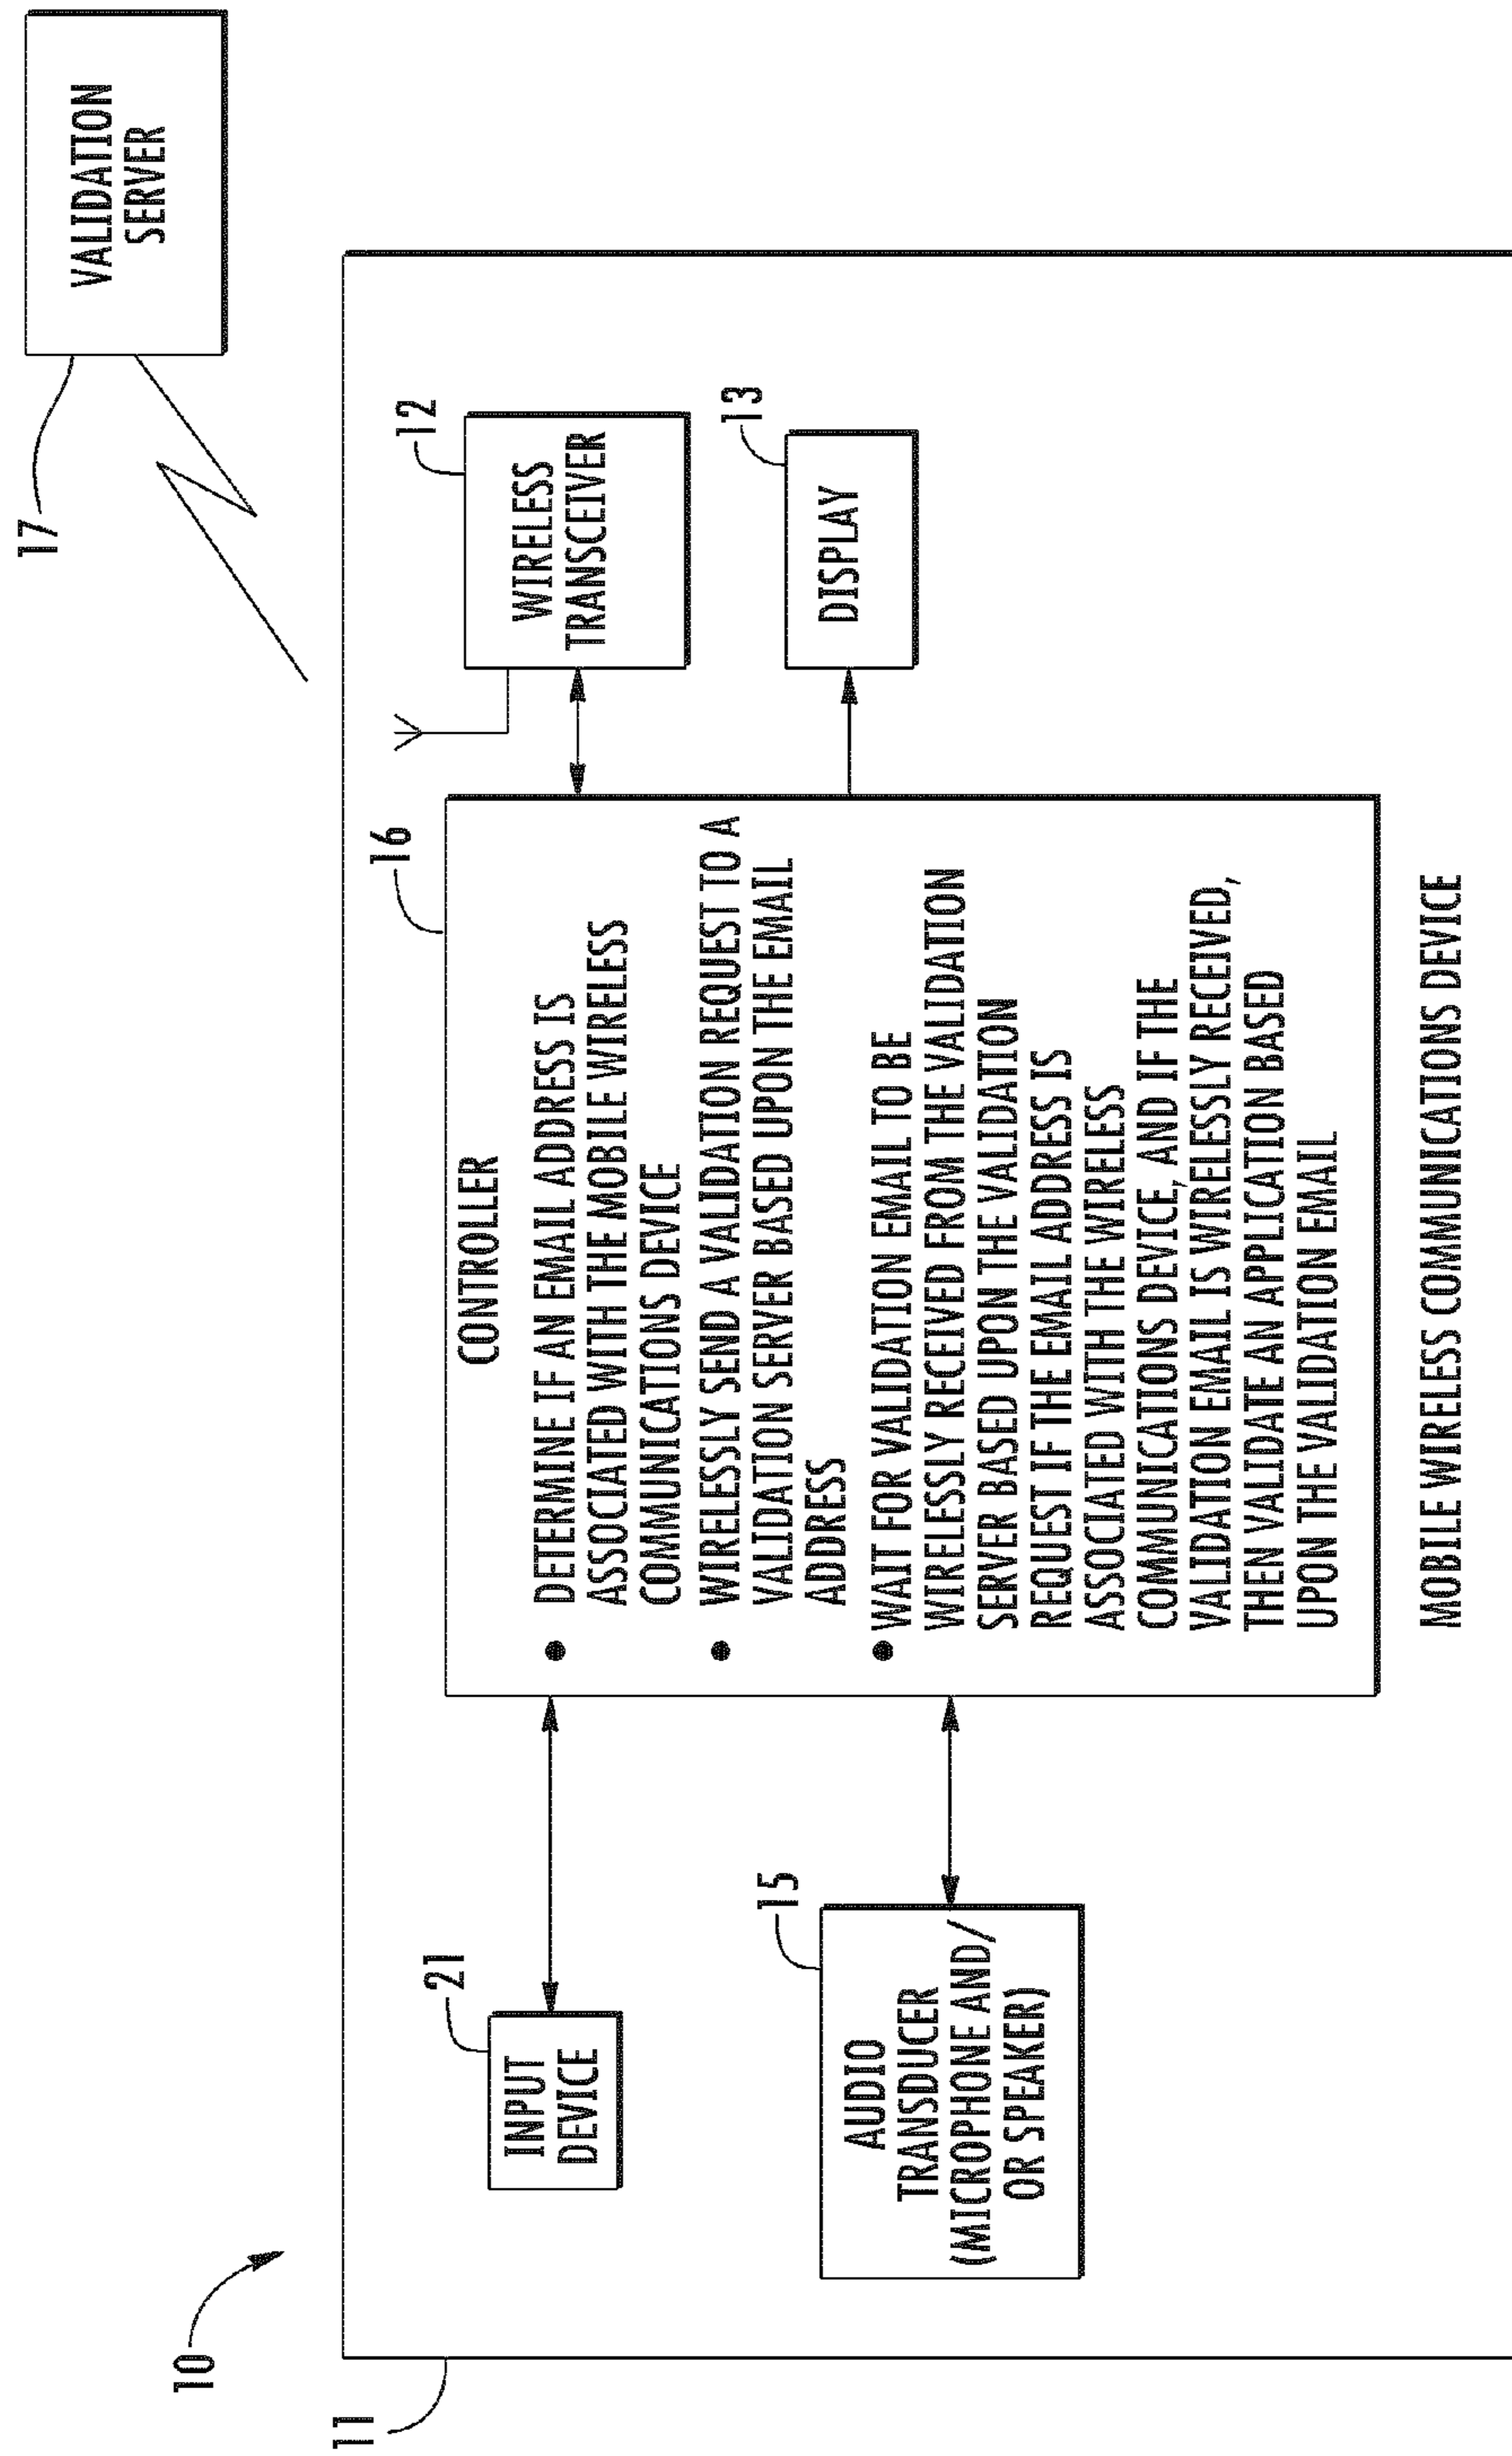 10
11
17
VALIDATION
SERVER
21
INPUT
DEVICE
15
AUDIO
TRANSDUCER
(MICROPHONE AND/
OR SPEAKER)
16
CONTROLLER
● DETERMINE IF AN EMAIL ADDRESS IS
ASSOCIATED WITH THE MOBILE WIRELESS
COMMUNICATIONS DEVICE
● WIRELESSLY SEND A VALIDATION REQUEST TO A
VALIDATION SERVER BASED UPON THE EMAIL
ADDRESS
● WAIT FOR VALIDATION EMAIL TO BE
WIRELESSLY RECEIVED FROM THE VALIDATION
SERVER BASED UPON THE VALIDATION
REQUEST IF THE EMAIL ADDRESS IS
ASSOCIATED WITH THE WIRELESS
COMMUNICATIONS DEVICE, AND IF THE
VALIDATION EMAIL IS WIRELESSLY RECEIVED,
THEN VALIDATE AN APPLICATION BASED
UPON THE VALIDATION EMAIL
12
WIRELESS
TRANSCEIVER
13
DISPLAY
MOBILE WIRELESS COMMUNICATIONS DEVICE